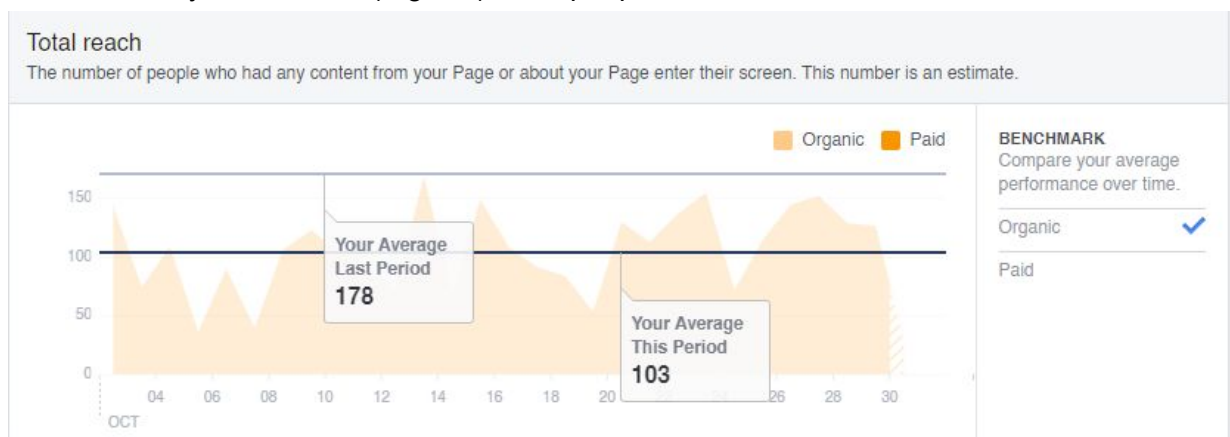 Total reach
The number of people who had any content from your Page or about your Page enter their screen. This number is an estimate.
Organic Paid
BENCHMARK
Compare your average
performance over time.
Organic
Paid
150
100
50
0
Your Average
Last Period
178
Your Average
This Period
103
04 06 08 10 12 14 16 18 20 26 28 30
OCT